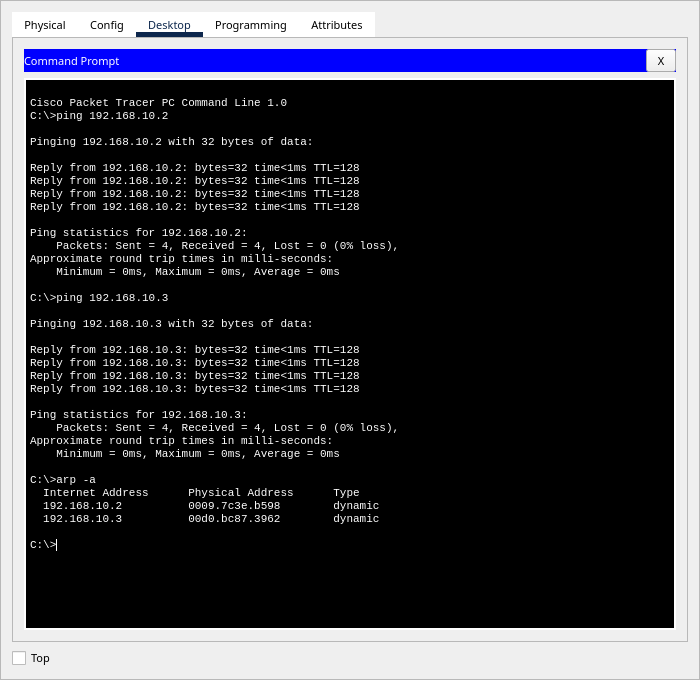 Physical Config Desktop Programming Attributes
Command Prompt X
Cisco Packet Tracer PC Command Line 1.0
C:\>ping 192.168.10.2
Pinging 192.168.10.2 with 32 bytes of data:
Reply from 192.168.10.2: bytes=32 time<1ms TTL=128
Reply from 192.168.10.2: bytes=32 time<1ms TTL=128
Reply from 192.168.10.2: bytes=32 time<1ms TTL=128
Reply from 192.168.10.2: bytes=32 time<1ms TTL=128
Ping statistics for 192.168.10.2:
    Packets: Sent = 4, Received = 4, Lost = 0 (0% loss),
Approximate round trip times in milli-seconds:
    Minimum = 0ms, Maximum = 0ms, Average = 0ms
C:\>ping 192.168.10.3
Pinging 192.168.10.3 with 32 bytes of data:
Reply from 192.168.10.3: bytes=32 time<1ms TTL=128
Reply from 192.168.10.3: bytes=32 time<1ms TTL=128
Reply from 192.168.10.3: bytes=32 time<1ms TTL=128
Reply from 192.168.10.3: bytes=32 time<1ms TTL=128
Ping statistics for 192.168.10.3:
    Packets: Sent = 4, Received = 4, Lost = 0 (0% loss),
Approximate round trip times in milli-seconds:
    Minimum = 0ms, Maximum = 0ms, Average = 0ms
C:\>arp -a
  Internet Address      Physical Address      Type
  192.168.10.2          0009.7c3e.b598        dynamic
  192.168.10.3          00d0.bc87.3962        dynamic
C:\>
Top